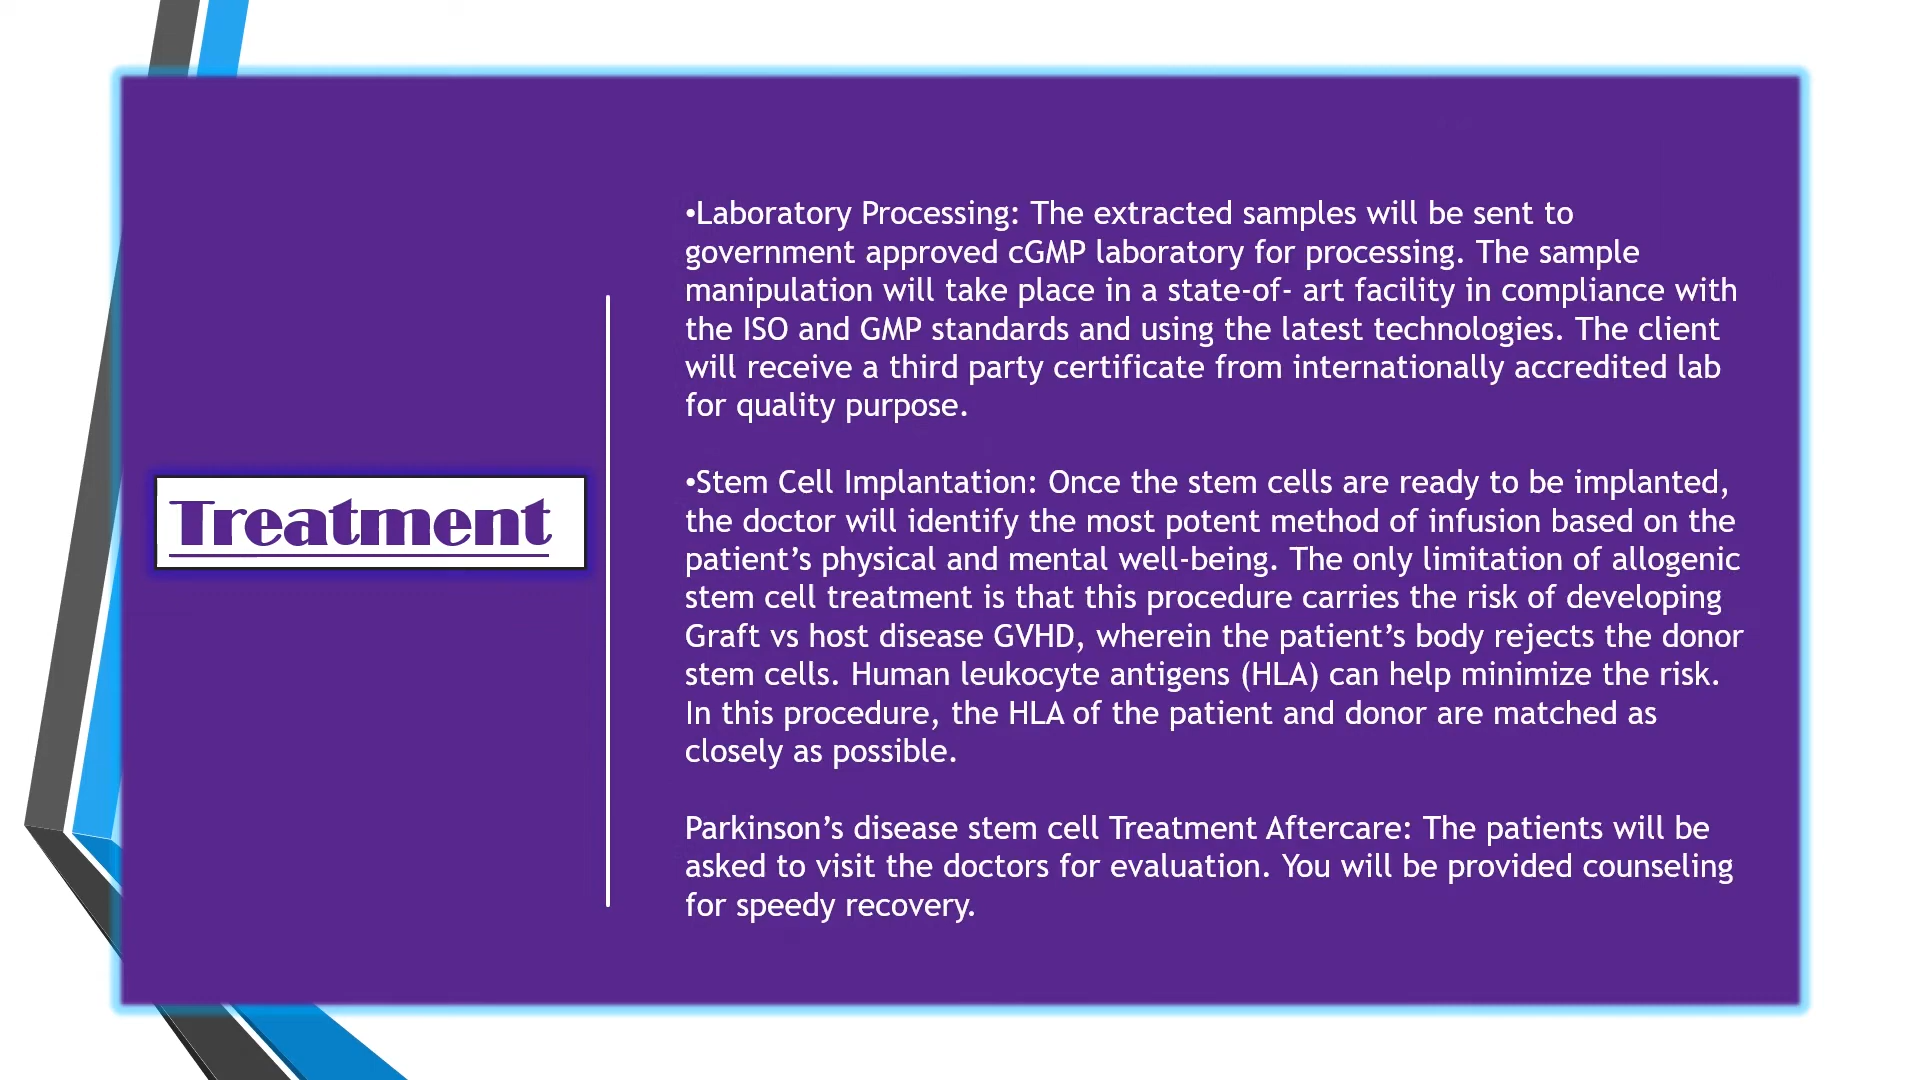 Treatment
•Laboratory Processing: The extracted samples will be sent to
government approved cGMP laboratory for processing. The sample
manipulation will take place in a state-of- art facility in compliance with
the ISO and GMP standards and using the latest technologies. The client
will receive a third party certificate from internationally accredited lab
for quality purpose.
•Stem Cell Implantation: Once the stem cells are ready to be implanted,
the doctor will identify the most potent method of infusion based on the
patient’s physical and mental well-being. The only limitation of allogenic
stem cell treatment is that this procedure carries the risk of developing
Graft vs host disease GVHD, wherein the patient’s body rejects the donor
stem cells. Human leukocyte antigens (HLA) can help minimize the risk.
In this procedure, the HLA of the patient and donor are matched as
closely as possible.
Parkinson’s disease stem cell Treatment Aftercare: The patients will be
asked to visit the doctors for evaluation. You will be provided counseling
for speedy recovery.